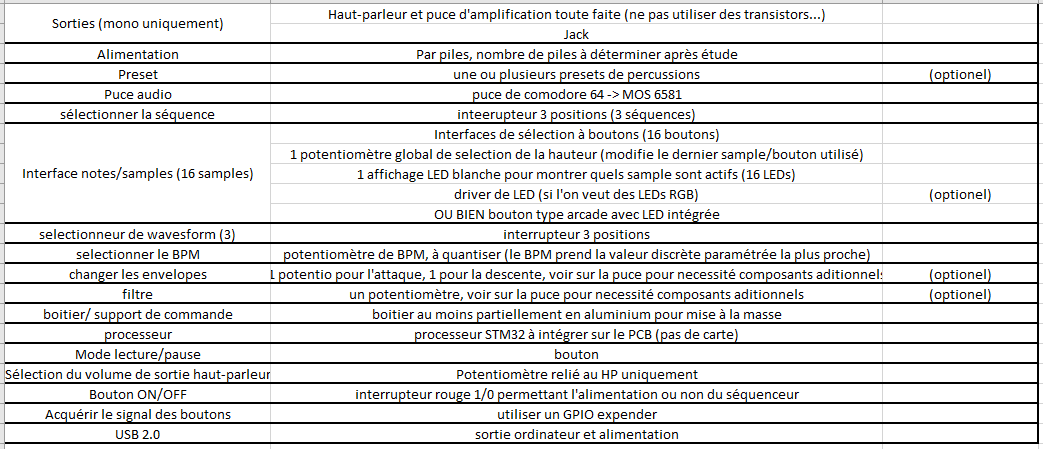 Sorties (mono uniquement)
Haut-parleur et puce d'amplification toute faite (ne pas utiliser des transistors...)
Jack
Alimentation
Par piles, nombre de piles à déterminer après étude
Preset
une ou plusieurs presets de percussions
(optionel)
Puce audio
puce de comodore 64 -> MOS 6581
sélectionner la séquence
inteerupteur 3 positions (3 séquences)
Interface notes/samples (16 samples)
Interfaces de sélection à boutons (16 boutons)
1 potentiomètre global de selection de la hauteur (modifie le dernier sample/bouton utilisé)
1 affichage LED blanche pour montrer quels sample sont actifs (16 LEDs)
driver de LED (si l'on veut des LEDs RGB)
(optionel)
OU BIEN bouton type arcade avec LED intégrée
selectionneur de wavesform (3)
interrupteur 3 positions
selectionner le BPM
potentiomètre de BPM, à quantiser (le BPM prend la valeur discrète paramétrée la plus proche)
changer les envelopes
1 potentio pour l'attaque, 1 pour la descente, voir sur la puce pour necessité composants aditionnels
(optionel)
filtre
un potentiomètre, voir sur la puce pour necessité composants aditionnels
(optionel)
boitier/ support de commande
boitier au moins partiellement en aluminium pour mise à la masse
processeur
processeur STM32 à intégrer sur le PCB (pas de carte)
Mode lecture/pause
bouton
Sélection du volume de sortie haut-parleur
Potentiomètre relié au HP uniquement
Bouton ON/OFF
interrupteur rouge 1/0 permettant l'alimentation ou non du séquenceur
Acquérir le signal des boutons
utiliser un GPIO expender
USB 2.0
sortie ordinateur et alimentation